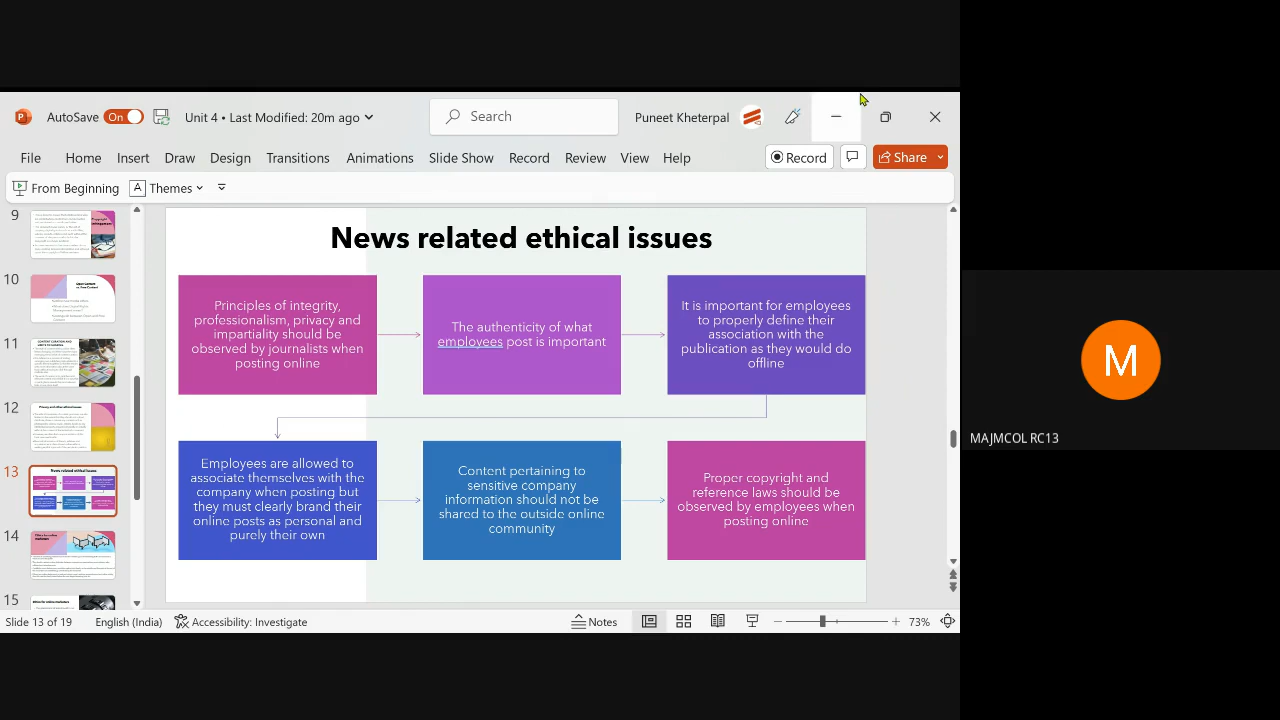 AutoSave On Unit 4 • Last Modified: 20m ago Search Puneet Kheterpal
File Home Insert Draw Design Transitions Animations Slide Show Record Review View Help Record Share
From Beginning A Themes
9
10
11
12
13
14
15
News related ethical issues
Principles of integrity,
professionalism, privacy and
impartiality should be
observed by journalists when
posting online
The authenticity of what
employees post is important
It is important for employees
to properly define their
association with the
publication as they would do
offline
Employees are allowed to
associate themselves with the
company when posting but
they must clearly brand their
online posts as personal and
purely their own
Content pertaining to
sensitive company
information should not be
shared to the outside online
community
Proper copyright and
reference laws should be
observed by employees when
posting online
Slide 13 of 19 English (India) Accessibility: Investigate Notes 73%
M
MAJMCOL RC13